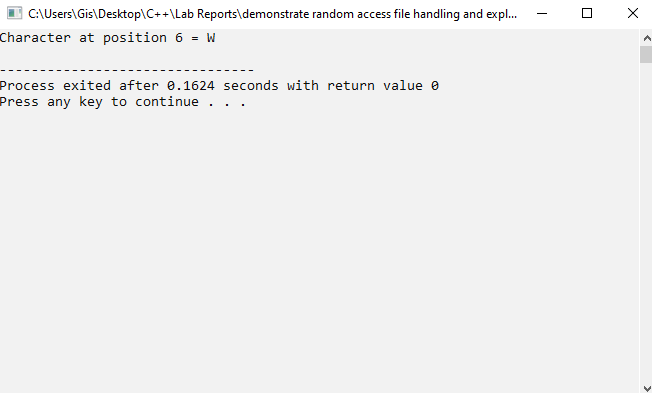 C:\Users\Gis\Desktop\C++\Lab Reports\demonstrate random access file handling and expl...
Character at position 6 = W
--------------------------------
Process exited after 0.1624 seconds with return value 0
Press any key to continue . . .